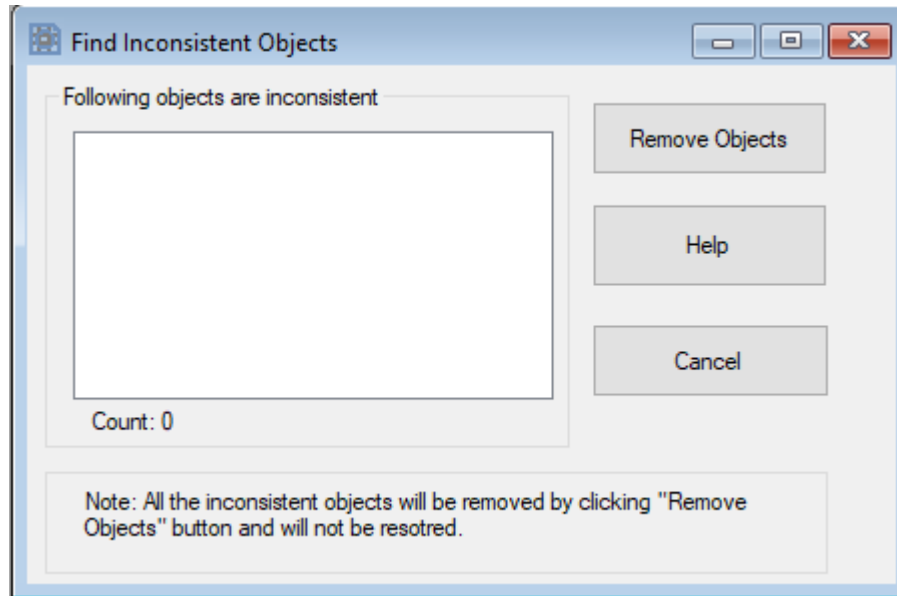 Find Inconsistent Objects
Following objects are inconsistent
Remove Objects
Help
Cancel
Count: 0
Note: All the inconsistent objects will be removed by clicking "Remove
Objects" button and will not be resotred.